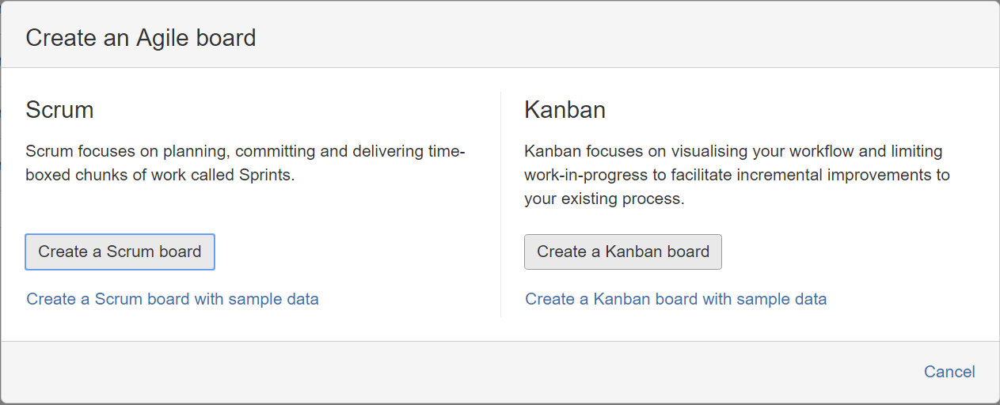 Create an Agile board
Scrum
Scrum focuses on planning, committing and delivering time-
boxed chunks of work called Sprints.
Create a Scrum board
Create a Scrum board with sample data
Kanban
Kanban focuses on visualising your workflow and limiting
work-in-progress to facilitate incremental improvements to
your existing process.
Create a Kanban board
Create a Kanban board with sample data
Cancel